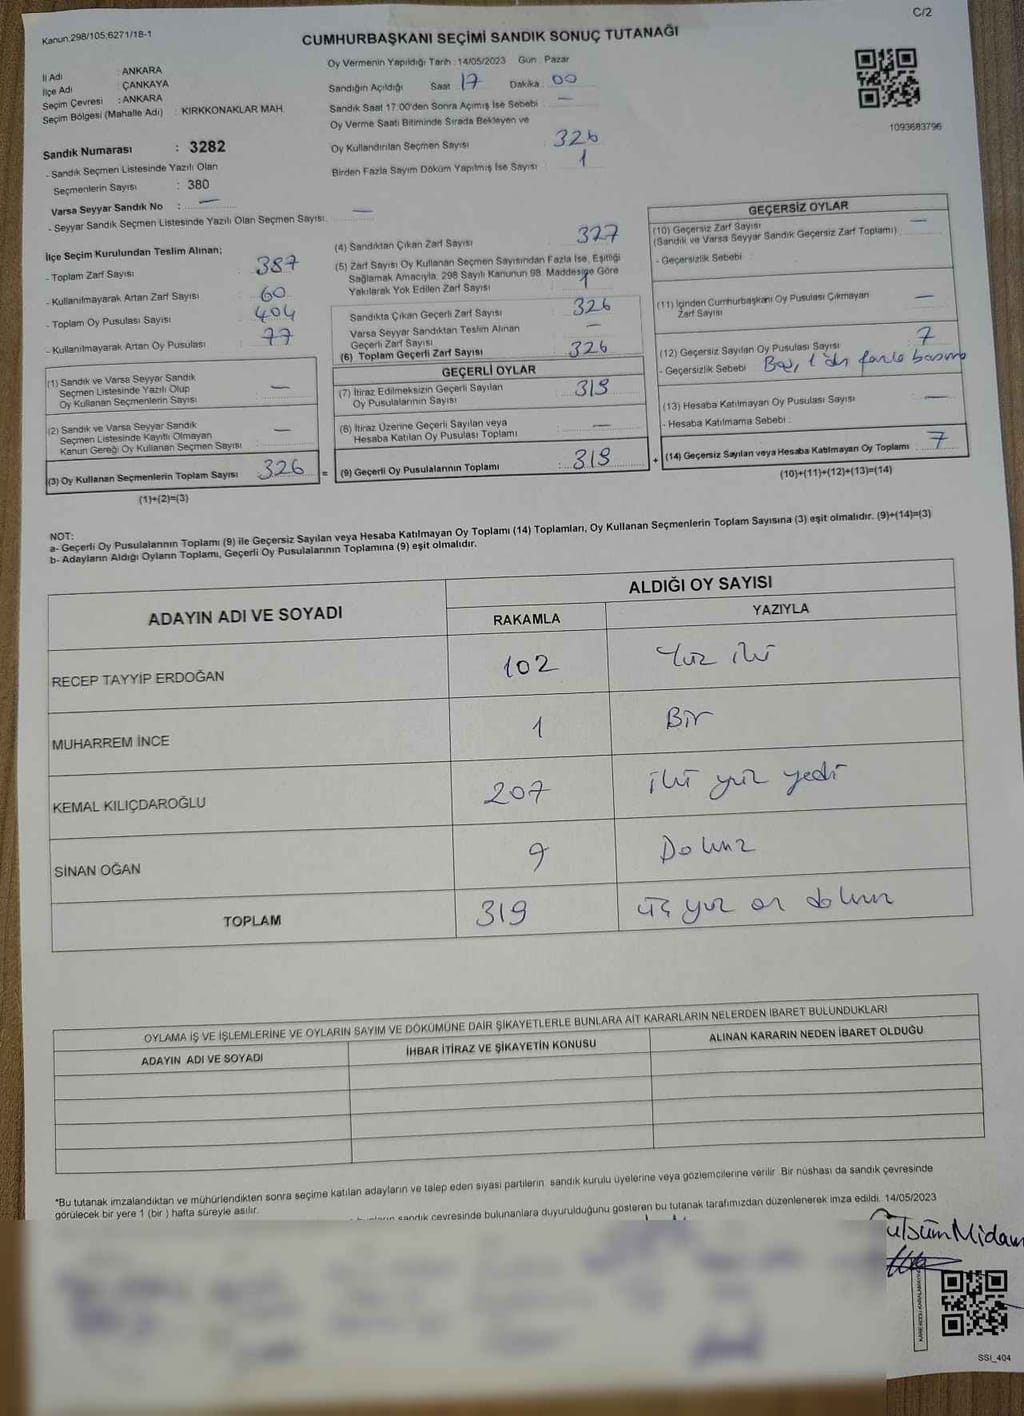 C/2
Kanun:298/105,6271/18-1
CUMHURBAŞKANI SEÇİMİ SANDIK SONUÇ TUTANAĞI
İl Adı : ANKARA
İlçe Adı : ÇANKAYA
Seçim Çevresi : ANKARA
Seçim Bölgesi (Mahalle Adı) : KIRKKONAKLAR MAH.
Sandık Numarası : 3282
- Sandık Seçmen Listesinde Yazılı Olan
Seçmenlerin Sayısı : 380
Varsa Seyyar Sandık No : —
- Seyyar Sandık Seçmen Listesinde Yazılı Olan Seçmen Sayısı —
Oy Vermenin Yapıldığı Tarih : 14/05/2023 Gün : Pazar
Sandığın Açıldığı Saat 17 Dakika : 00
Sandık Saat 17:00'den Sonra Açımış İse Sebebi —
Oy Verme Saati Bitiminde Sırada Bekleyen ve
Oy Kullandırılan Seçmen Sayısı 326
Birden Fazla Sayım Döküm Yapılmış İse Sayısı 1
1093683796
İlçe Seçim Kurulundan Teslim Alınan;
- Toplam Zarf Sayısı 387
- Kullanılmayarak Artan Zarf Sayısı 60
- Toplam Oy Pusulası Sayısı 404
- Kullanılmayarak Artan Oy Pusulası 77
(1) Sandık ve Varsa Seyyar Sandık
Seçmen Listesinde Yazılı Olup
Oy Kullanan Seçmenlerin Sayısı —
(2) Sandık ve Varsa Seyyar Sandık
Seçmen Listesinde Kayıtlı Olmayan
Kanun Gereği Oy Kullanan Seçmen Sayısı —
(3) Oy Kullanan Seçmenlerin Toplam Sayısı 326 =
(1)+(2)=(3)
(4) Sandıktan Çıkan Zarf Sayısı 327
(5) Zarf Sayısı Oy Kullanan Seçmen Sayısından Fazla İse, Eşitliği
Sağlamak Amacıyla, 298 Sayılı Kanunun 98. Maddesine Göre
Yakılarak Yok Edilen Zarf Sayısı 1
Sandıkta Çıkan Geçerli Zarf Sayısı 326
Varsa Seyyar Sandıktan Teslim Alınan
Geçerli Zarf Sayısı —
(6) Toplam Geçerli Zarf Sayısı 326
GEÇERLİ OYLAR
(7) İtiraz Edilmeksizin Geçerli Sayılan
Oy Pusulalarının Sayısı 319
(8) İtiraz Üzerine Geçerli Sayılan veya
Hesaba Katılan Oy Pusulası Toplamı —
(9) Geçerli Oy Pusulalarının Toplamı : 319 +
GEÇERSİZ OYLAR
(10) Geçersiz Zarf Sayısı
(Sandık ve Varsa Seyyar Sandık Geçersiz Zarf Toplamı) —
- Geçersizlik Sebebi :
(11) İçinden Cumhurbaşkanı Oy Pusulası Çıkmayan
Zarf Sayısı —
(12) Geçersiz Sayılan Oy Pusulası Sayısı 7
- Geçersizlik Sebebi 1'den fazla
(13) Hesaba Katılmayan Oy Pusulası Sayısı —
- Hesaba Katılmama Sebebi :
(14) Geçersiz Sayılan veya Hesaba Katılmayan Oy Toplamı 7
(10)+(11)+(12)+(13)=(14)
NOT:
a- Geçerli Oy Pusulalarının Toplamı (9) ile Geçersiz Sayılan veya Hesaba Katılmayan Oy Toplamı (14) Toplamları, Oy Kullanan Seçmenlerin Toplam Sayısına (3) eşit olmalıdır. (9)+(14)=(3)
b- Adayların Aldığı Oyların Toplamı, Geçerli Oy Pusulalarının Toplamına (9) eşit olmalıdır.
ADAYIN ADI VE SOYADI
ALDIĞI OY SAYISI
RAKAMLA YAZIYLA
RECEP TAYYİP ERDOĞAN 102 Yüz iki
MUHARREM İNCE 1 Bir
KEMAL KILIÇDAROĞLU 207 iki yüz yedi
SİNAN OĞAN 9 Dokuz
TOPLAM 319 üç yüz on dokuz
OYLAMA İŞ VE İŞLEMLERİNE VE OYLARIN SAYIM VE DÖKÜMÜNE DAİR ŞİKAYETLERLE BUNLARA AİT KARARLARIN NELERDEN İBARET BULUNDUKLARI
ADAYIN ADI VE SOYADI İHBAR İTİRAZ VE ŞİKAYETİN KONUSU ALINAN KARARIN NEDEN İBARET OLDUĞU
*Bu tutanak imzalandıktan ve mühürlendikten sonra seçime katılan adayların ve talep eden siyasi partilerin sandık kurulu üyelerine veya gözlemcilerine verilir. Bir nüshası da sandık çevresinde
görülecek bir yere 1 (bir ) hafta süreyle asılır.
sandık çevresinde bulunanlara duyurulduğunu gösteren bu tutanak tarafımızdan düzenlenerek imza edildi. 14/05/2023
SSI_404